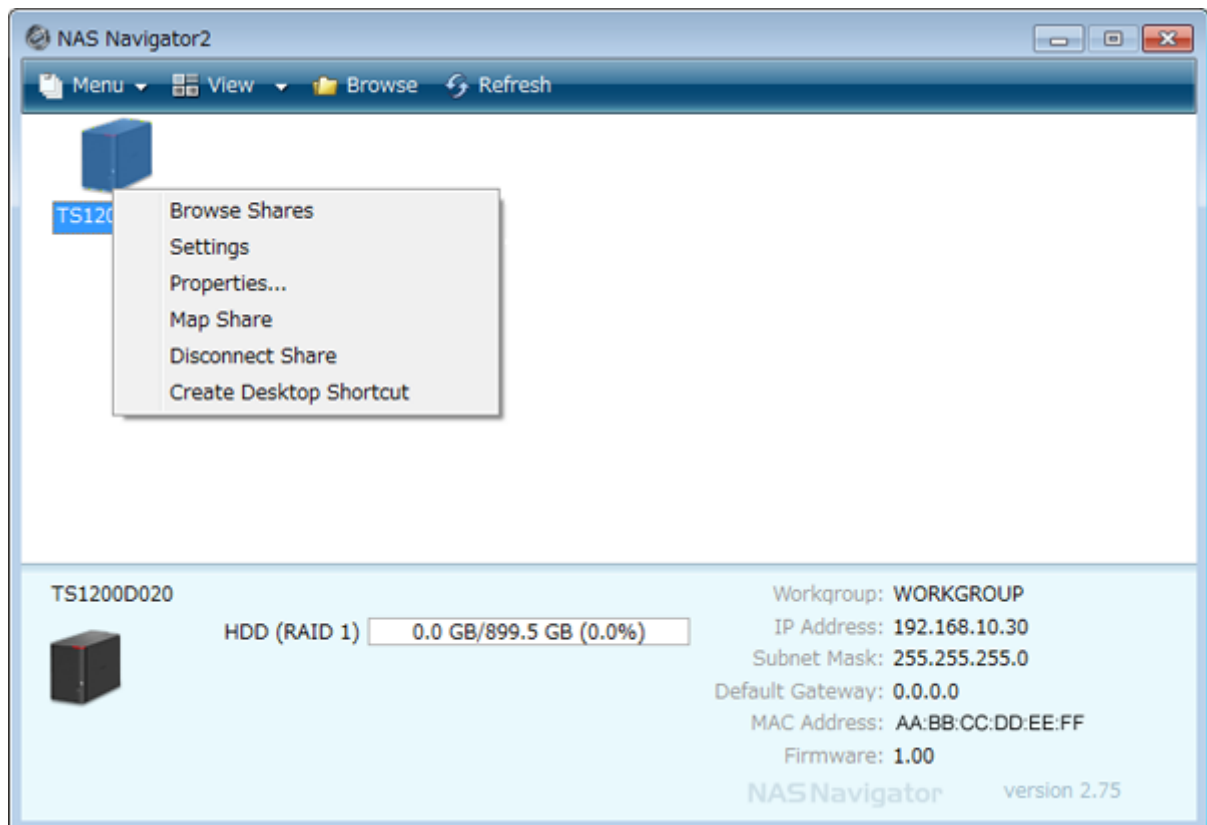 NAS Navigator2
Menu View Browse Refresh
TS120
Browse Shares
Settings
Properties...
Map Share
Disconnect Share
Create Desktop Shortcut
TS1200D020
HDD (RAID 1) 0.0 GB/899.5 GB (0.0%)
Workgroup: WORKGROUP
IP Address: 192.168.10.30
Subnet Mask: 255.255.255.0
Default Gateway: 0.0.0.0
MAC Address: AA:BB:CC:DD:EE:FF
Firmware: 1.00
NASNavigator version 2.75